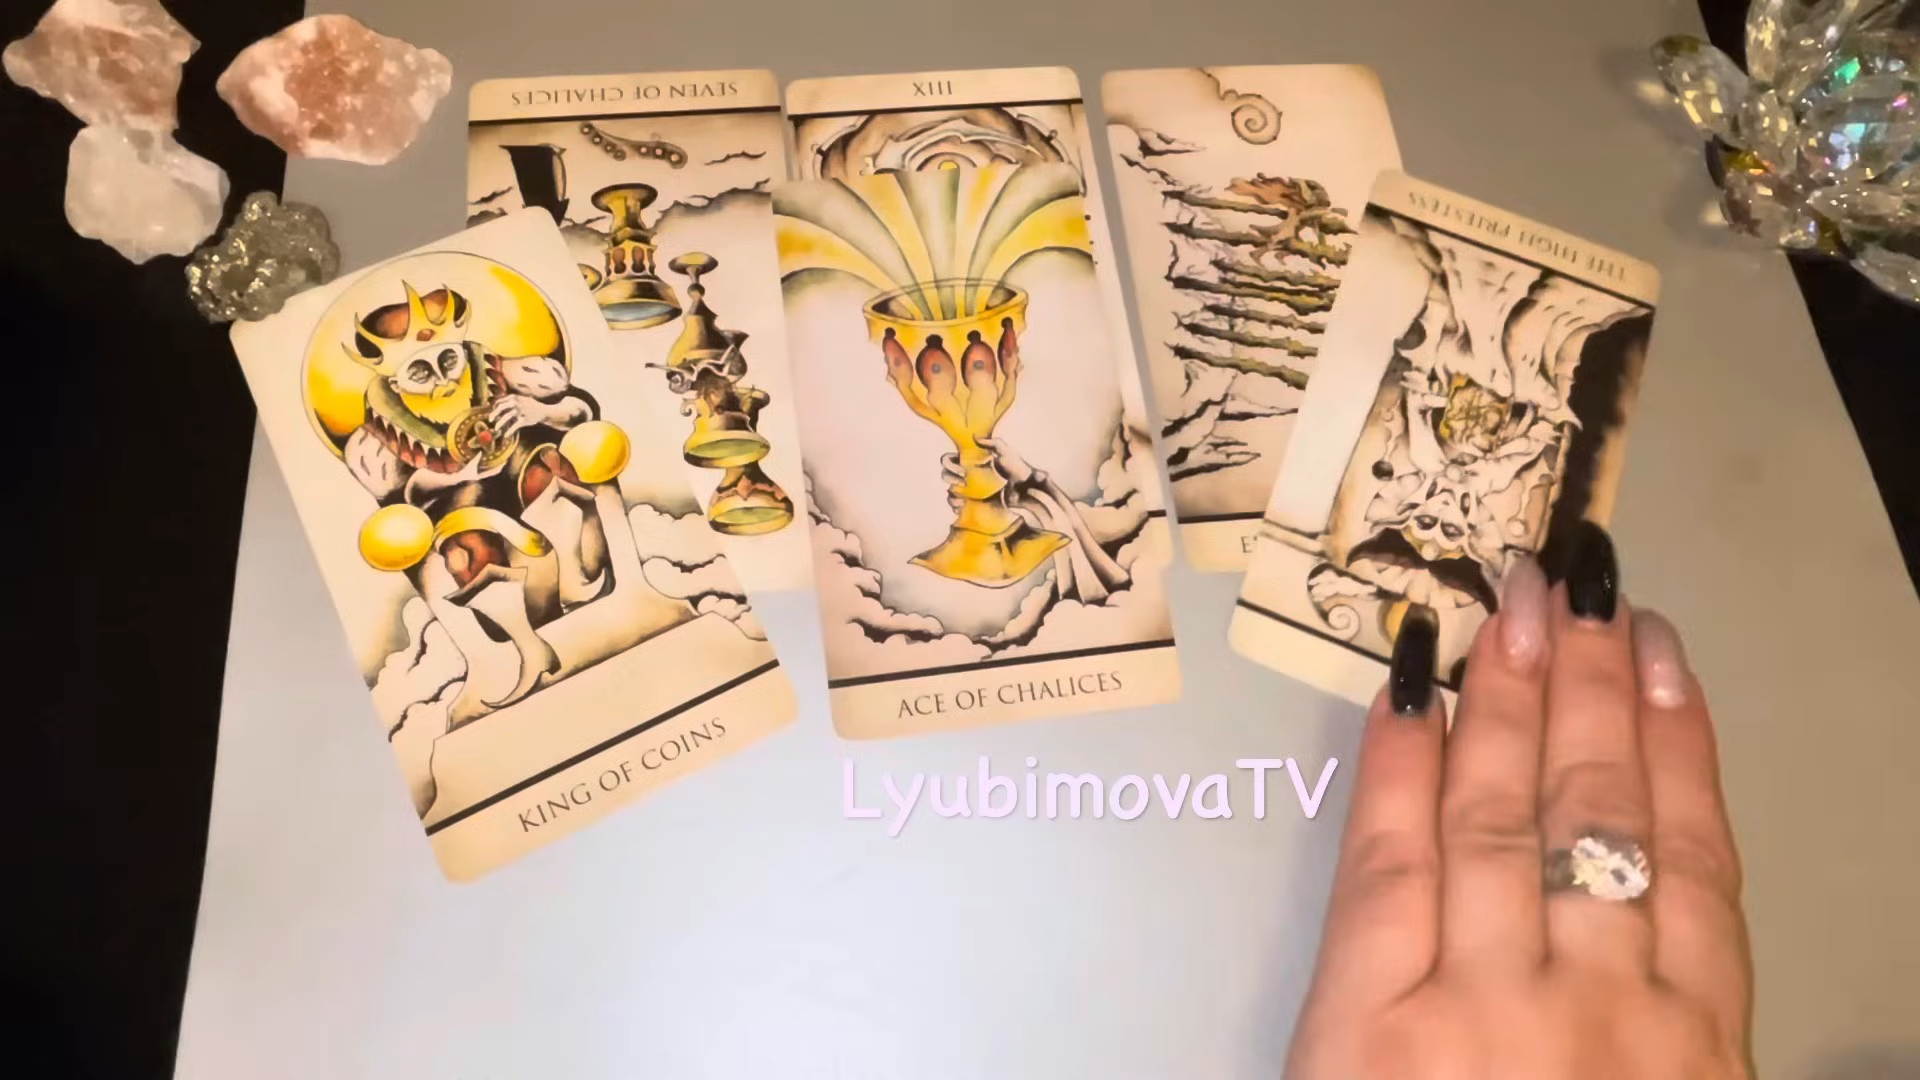 SEVEN OF CHALICES
XIII
THE HIGH PRIESTESS
ACE OF CHALICES
KING OF COINS
LyubimovaTV